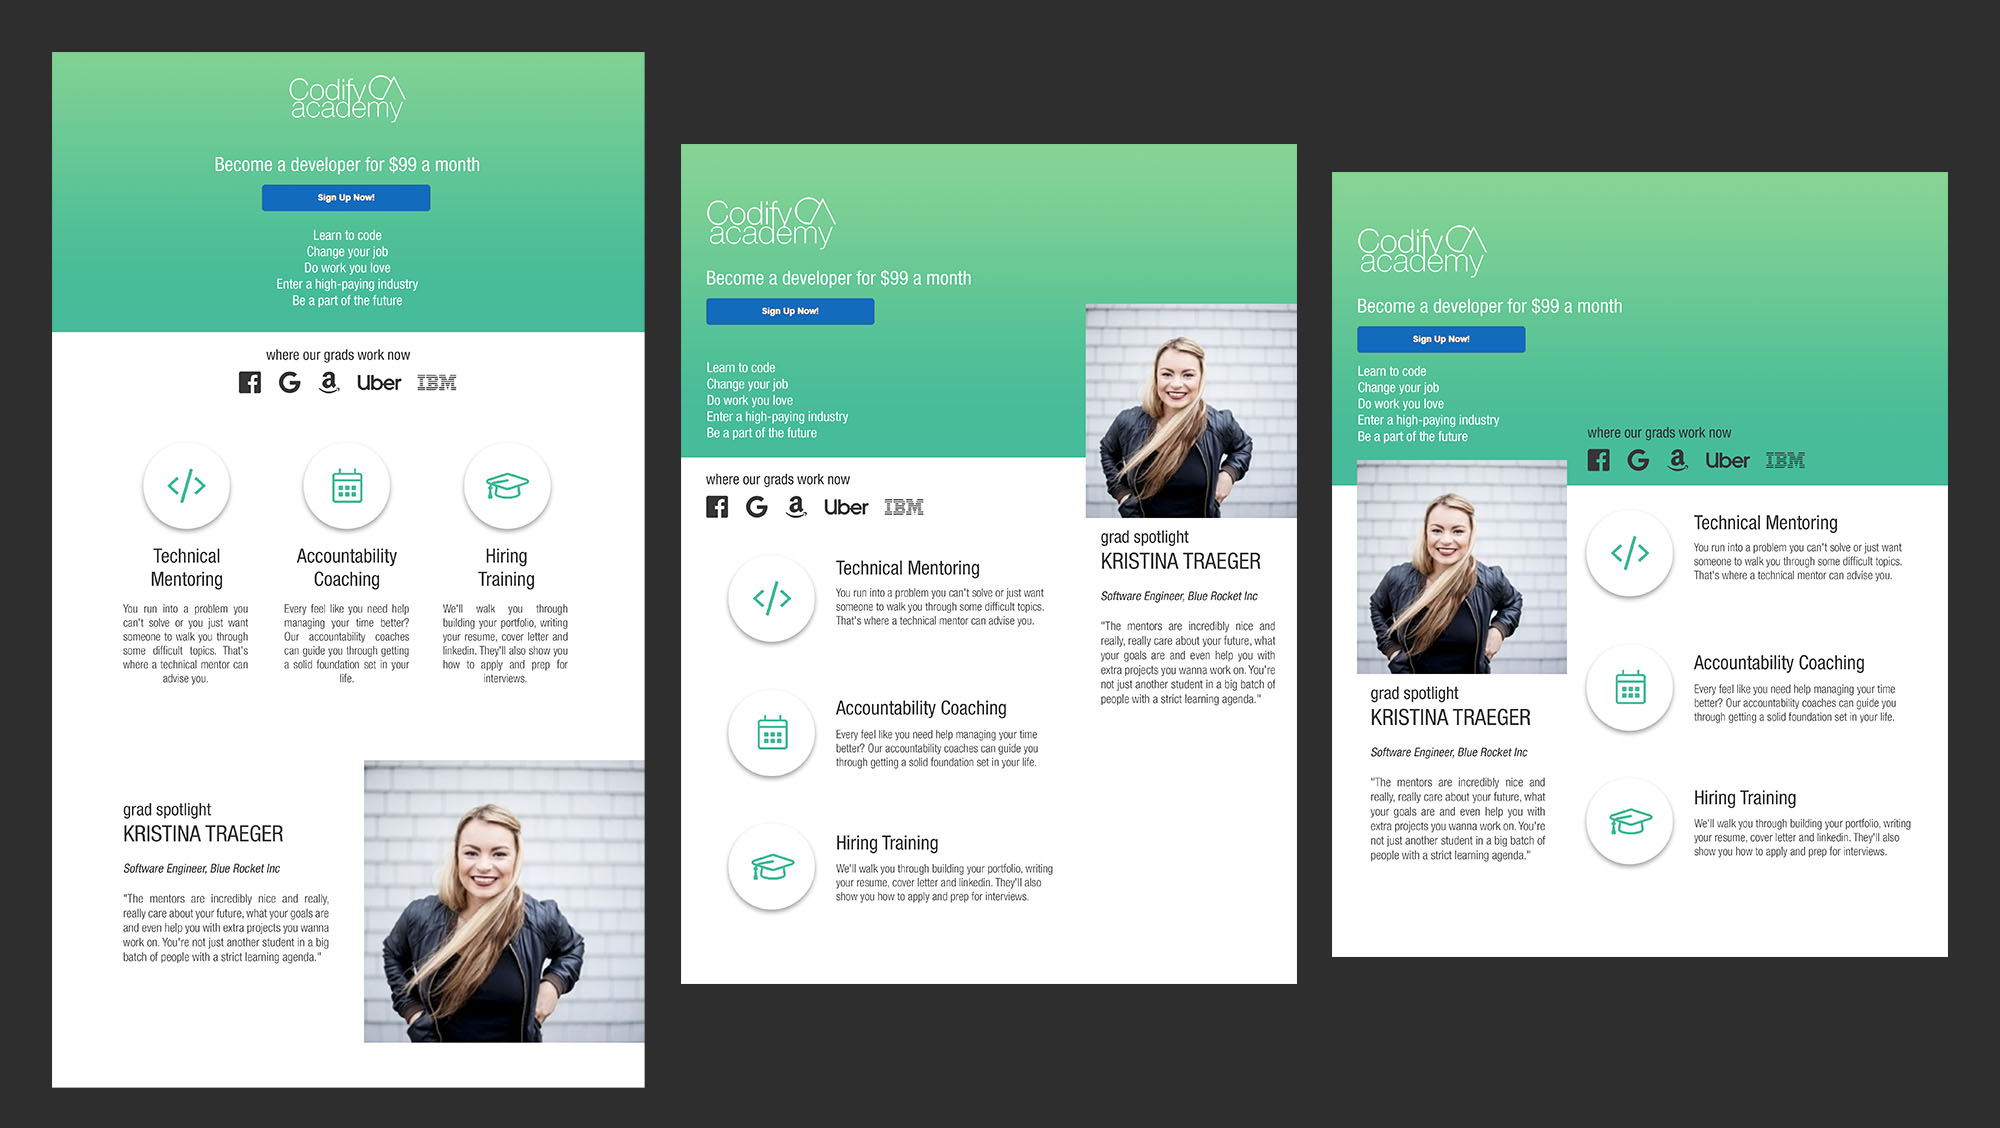 Codify CA
academy
Become a developer for $99 a month
Sign Up Now!
Learn to code
Change your job
Do work you love
Enter a high-paying industry
Be a part of the future
where our grads work now
G a Uber IBM
Technical
Mentoring
You run into a problem you
can't solve or you just want
someone to walk you through
some difficult topics. That's
where a technical mentor can
advise you.
Accountability
Coaching
Every feel like you need help
managing your time better?
Our accountability coaches
can guide you through getting
a solid foundation set in your
life.
Hiring
Training
We'll walk you through
building your portfolio, writing
your resume, cover letter and
linkedin. They'll also show you
how to apply and prep for
interviews.
grad spotlight
KRISTINA TRAEGER
Software Engineer, Blue Rocket Inc
"The mentors are incredibly nice and really,
really care about your future, what your goals are
and even help you with extra projects you wanna
work on. You're not just another student in a big
batch of people with a strict learning agenda."
Codify CA
academy
Become a developer for $99 a month
Sign Up Now!
Learn to code
Change your job
Do work you love
Enter a high-paying industry
Be a part of the future
where our grads work now
G a Uber IBM
Technical Mentoring
You run into a problem you can't solve or just want
someone to walk you through some difficult topics.
That's where a technical mentor can advise you.
Accountability Coaching
Every feel like you need help managing your time
better? Our accountability coaches can guide you
through getting a solid foundation set in your life.
Hiring Training
We'll walk you through building your portfolio, writing
your resume, cover letter and linkedin. They'll also
show you how to apply and prep for interviews.
grad spotlight
KRISTINA TRAEGER
Software Engineer, Blue Rocket Inc
"The mentors are incredibly nice and
really, really care about your future, what
your goals are and even help you with
extra projects you wanna work on. You're
not just another student in a big batch of
people with a strict learning agenda."
Codify CA
academy
Become a developer for $99 a month
Sign Up Now!
Learn to code
Change your job
Do work you love
Enter a high-paying industry
Be a part of the future
where our grads work now
G a Uber IBM
grad spotlight
KRISTINA TRAEGER
Software Engineer, Blue Rocket Inc
"The mentors are incredibly nice and
really, really care about your future, what
your goals are and even help you with
extra projects you wanna work on. You're
not just another student in a big batch of
people with a strict learning agenda."
Technical Mentoring
You run into a problem you can't solve or just want
someone to walk you through some difficult topics.
That's where a technical mentor can advise you.
Accountability Coaching
Every feel like you need help managing your time
better? Our accountability coaches can guide you
through getting a solid foundation set in your life.
Hiring Training
We'll walk you through building your portfolio, writing
your resume, cover letter and linkedin. They'll also
show you how to apply and prep for interviews.